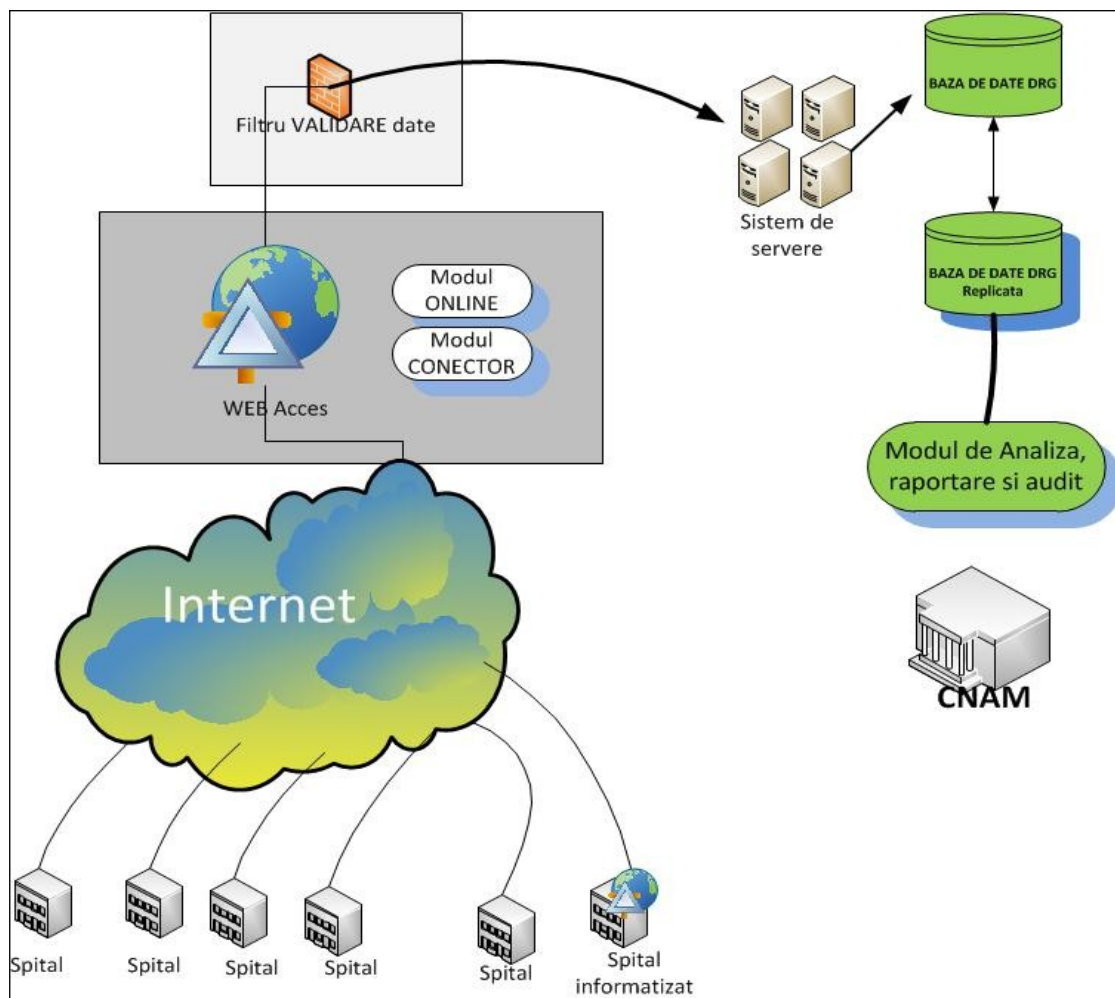 Filtru VALIDARE date
BAZA DE DATE DRG
Sistem de
servere
BAZA DE DATE DRG
Replicata
Modul
ONLINE
Modul
CONECTOR
WEB Acces
Modul de Analiza,
raportare si audit
Internet
CNAM
Spital
Spital
Spital
Spital
Spital
Spital
informatizat